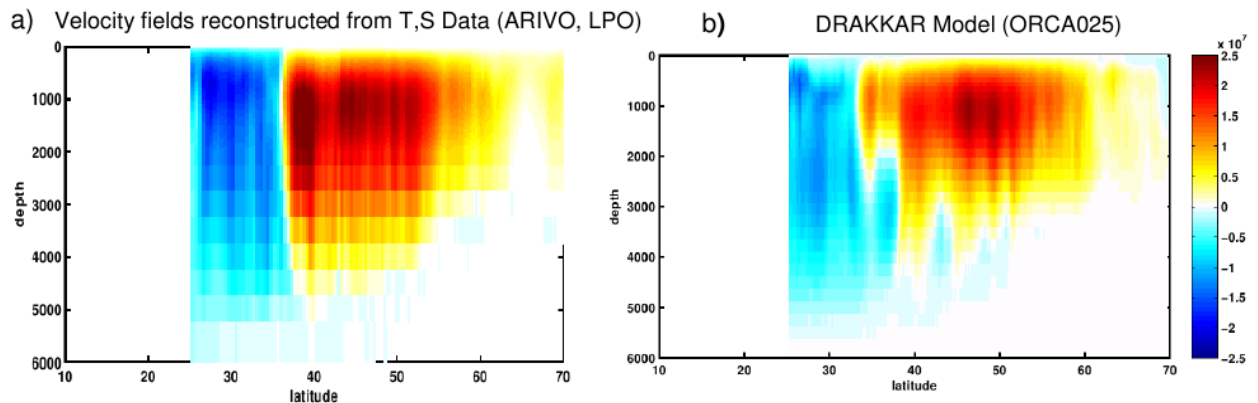 a) Velocity fields reconstructed from T,S Data (ARIVO, LPO)
0
1000
2000
3000
4000
5000
6000
depth
10 20 30 40 50 60 70
latitude
b) DRAKKAR Model (ORCA025)
0
1000
2000
3000
4000
5000
6000
depth
10 20 30 40 50 60 70
latitude
x 10⁷
2.5
2
1.5
1
0.5
0
−0.5
−1
−1.5
−2
−2.5